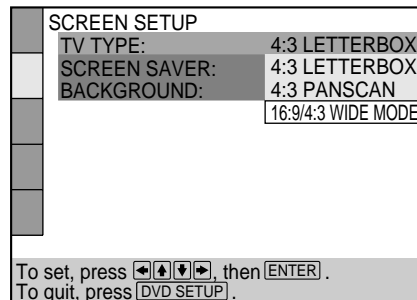 SCREEN SETUP
TV TYPE: 4:3 LETTERBOX
SCREEN SAVER: 4:3 LETTERBOX
BACKGROUND: 4:3 PANSCAN
16:9/4:3 WIDE MODE
To set, press ←↑↓→, then ENTER .
To quit, press DVD SETUP .